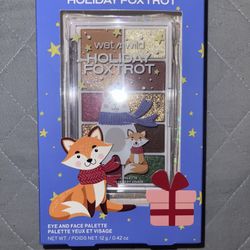 HOLIDAY FOXTROT
wet n wild
HOLIDAY
FOXTROT
EYE AND FACE PALETTE
PALETTE YEUX ET VISAGE
NET WT. / POIDS NET 12 g / 0.42 oz